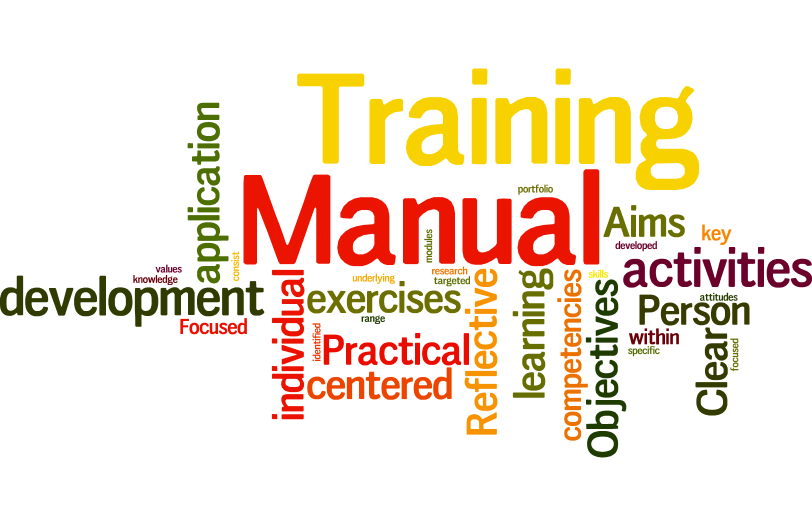 Training
application
Manual
portfolio
Aims
key
developed
modules
consist
values
knowledge
activities
development
Focused
individual
underlying
research
targeted
exercises
range
identified
Practical
centered
Reflective
learning
competencies
skills
Objectives
attitudes
Person
within
specific
Clear
focused